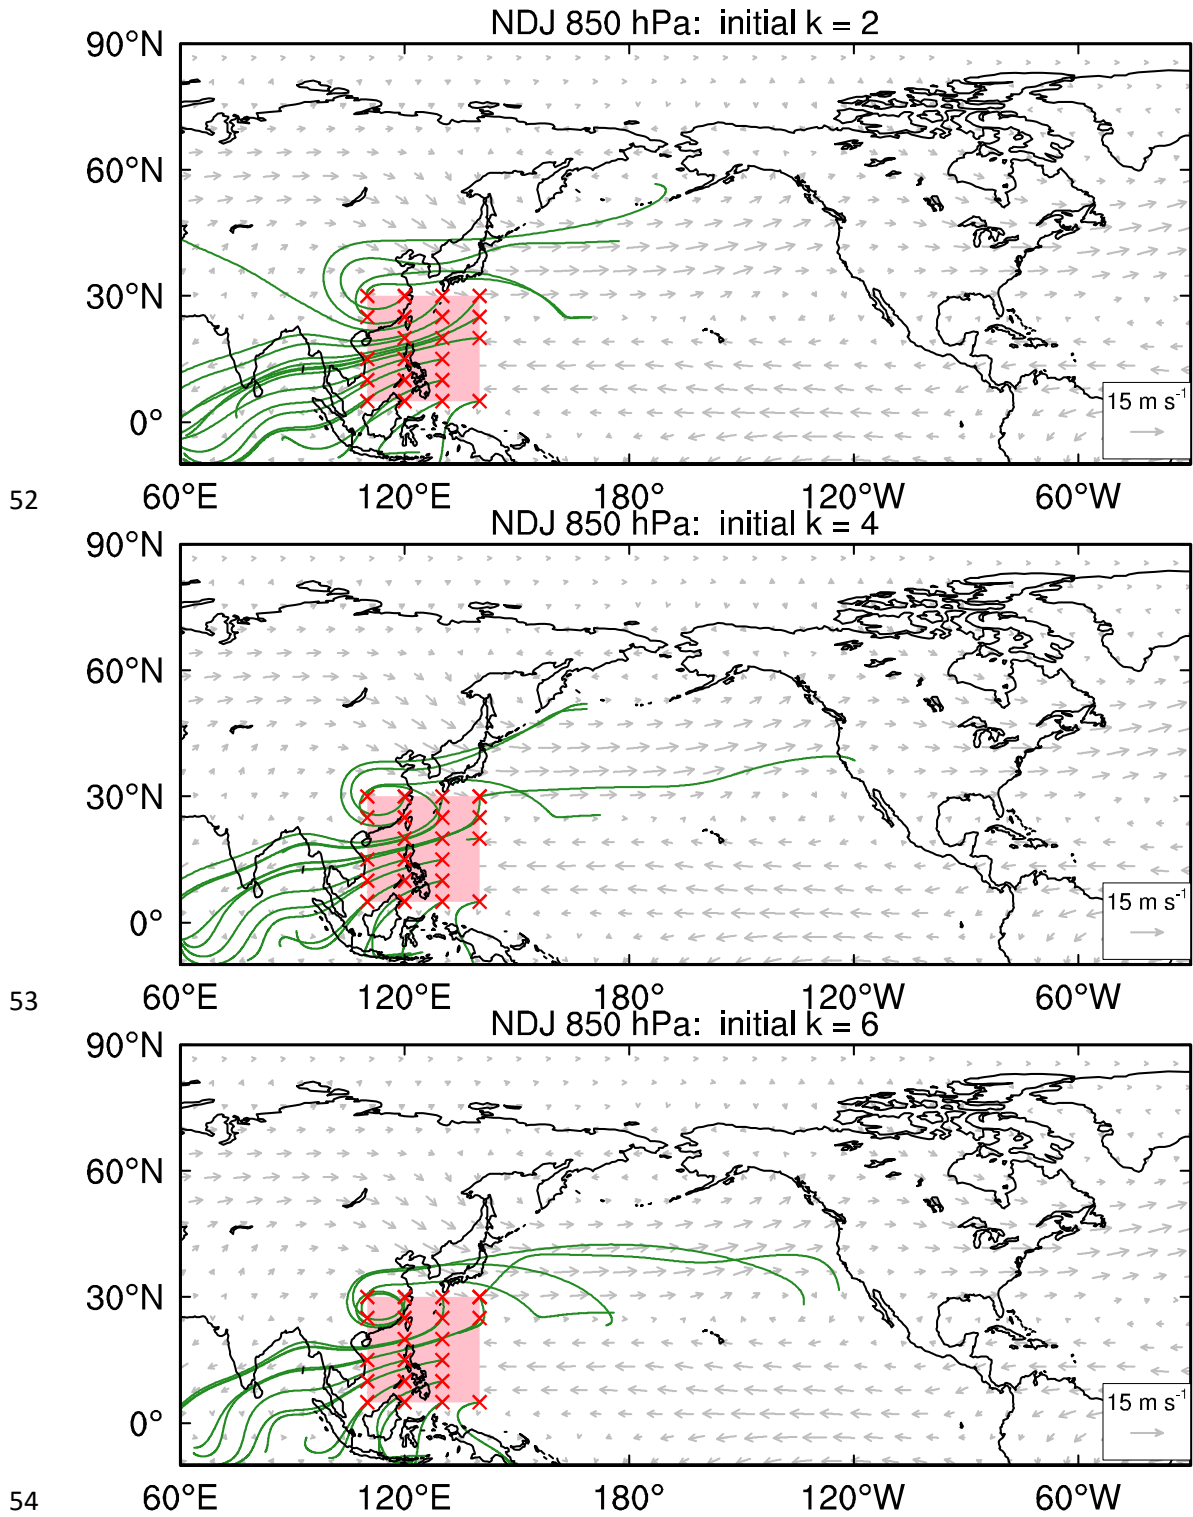 NDJ 850 hPa: initial k = 2
90°N
60°N
30°N
0°
15 m s⁻¹
52
60°E 120°E 180° 120°W 60°W
NDJ 850 hPa: initial k = 4
90°N
60°N
30°N
0°
15 m s⁻¹
53
60°E 120°E 180° 120°W 60°W
NDJ 850 hPa: initial k = 6
90°N
60°N
30°N
0°
15 m s⁻¹
54
60°E 120°E 180° 120°W 60°W